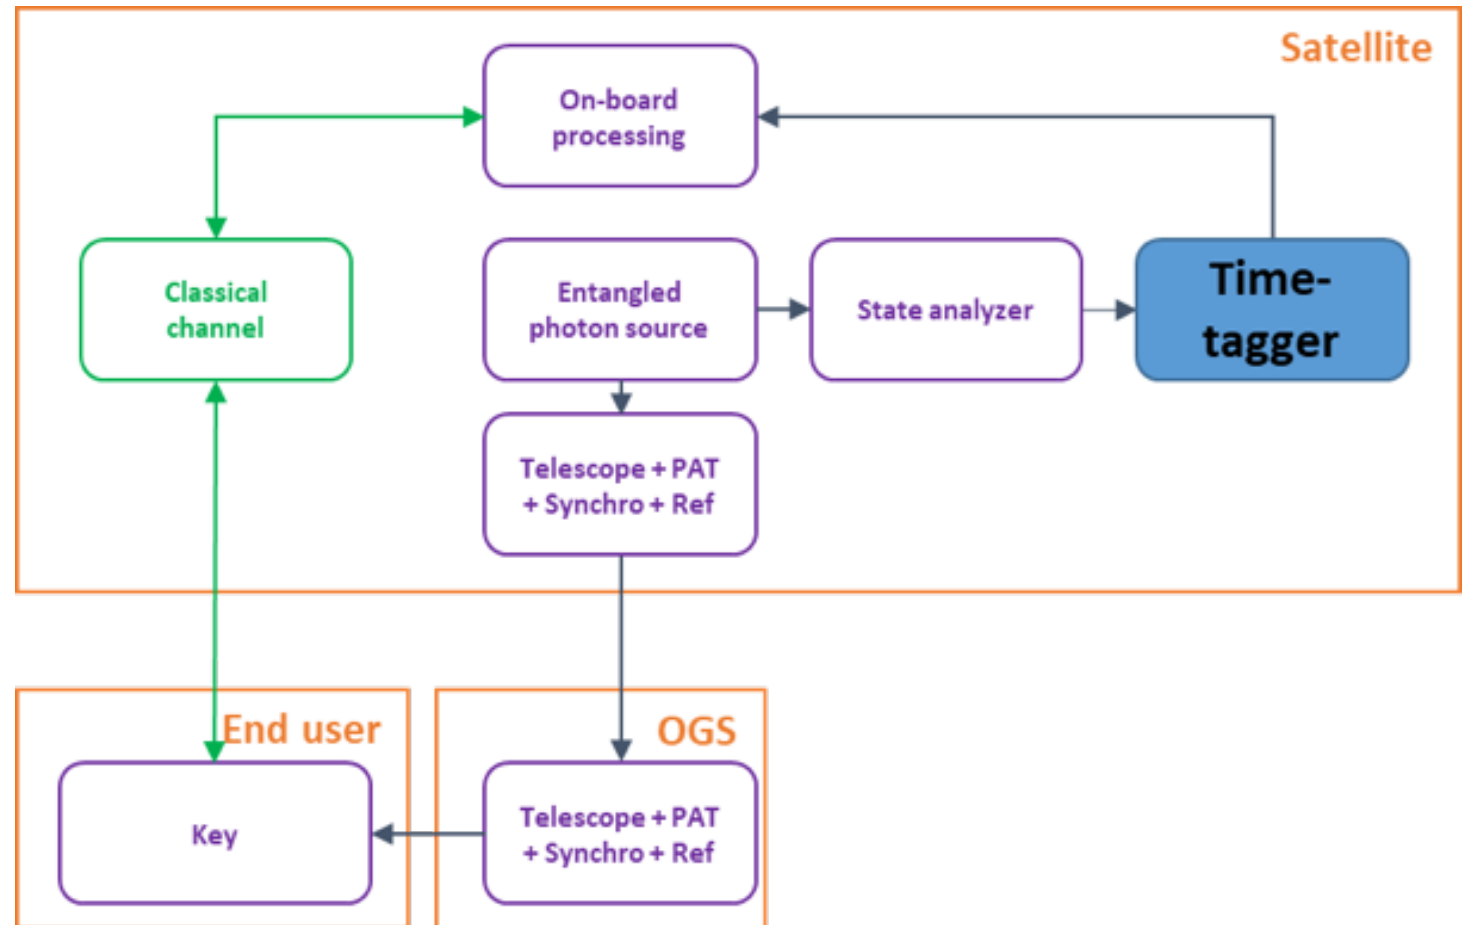 Satellite
On-board
processing
Classical
channel
Entangled
photon source
State analyzer
Time-
tagger
Telescope + PAT
+ Synchro + Ref
End user
OGS
Key
Telescope + PAT
+ Synchro + Ref